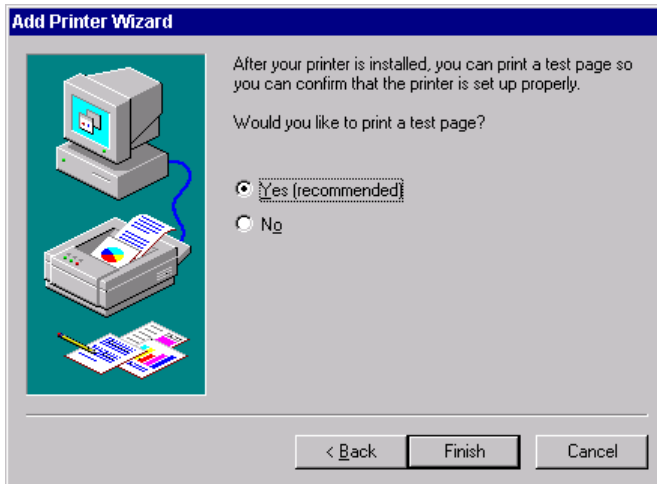 Add Printer Wizard
After your printer is installed, you can print a test page so
you can confirm that the printer is set up properly.
Would you like to print a test page?
Yes (recommended)
No
< Back
Finish
Cancel